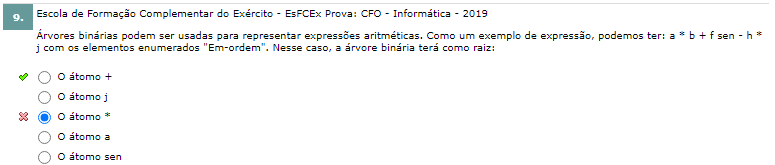 9.
Escola de Formação Complementar do Exército - EsFCEx Prova: CFO - Informática - 2019
Árvores binárias podem ser usadas para representar expressões aritméticas. Como um exemplo de expressão, podemos ter: a * b + f sen - h *
j com os elementos enumerados "Em-ordem". Nesse caso, a árvore binária terá como raiz:
O átomo +
O átomo j
O átomo *
O átomo a
O átomo sen